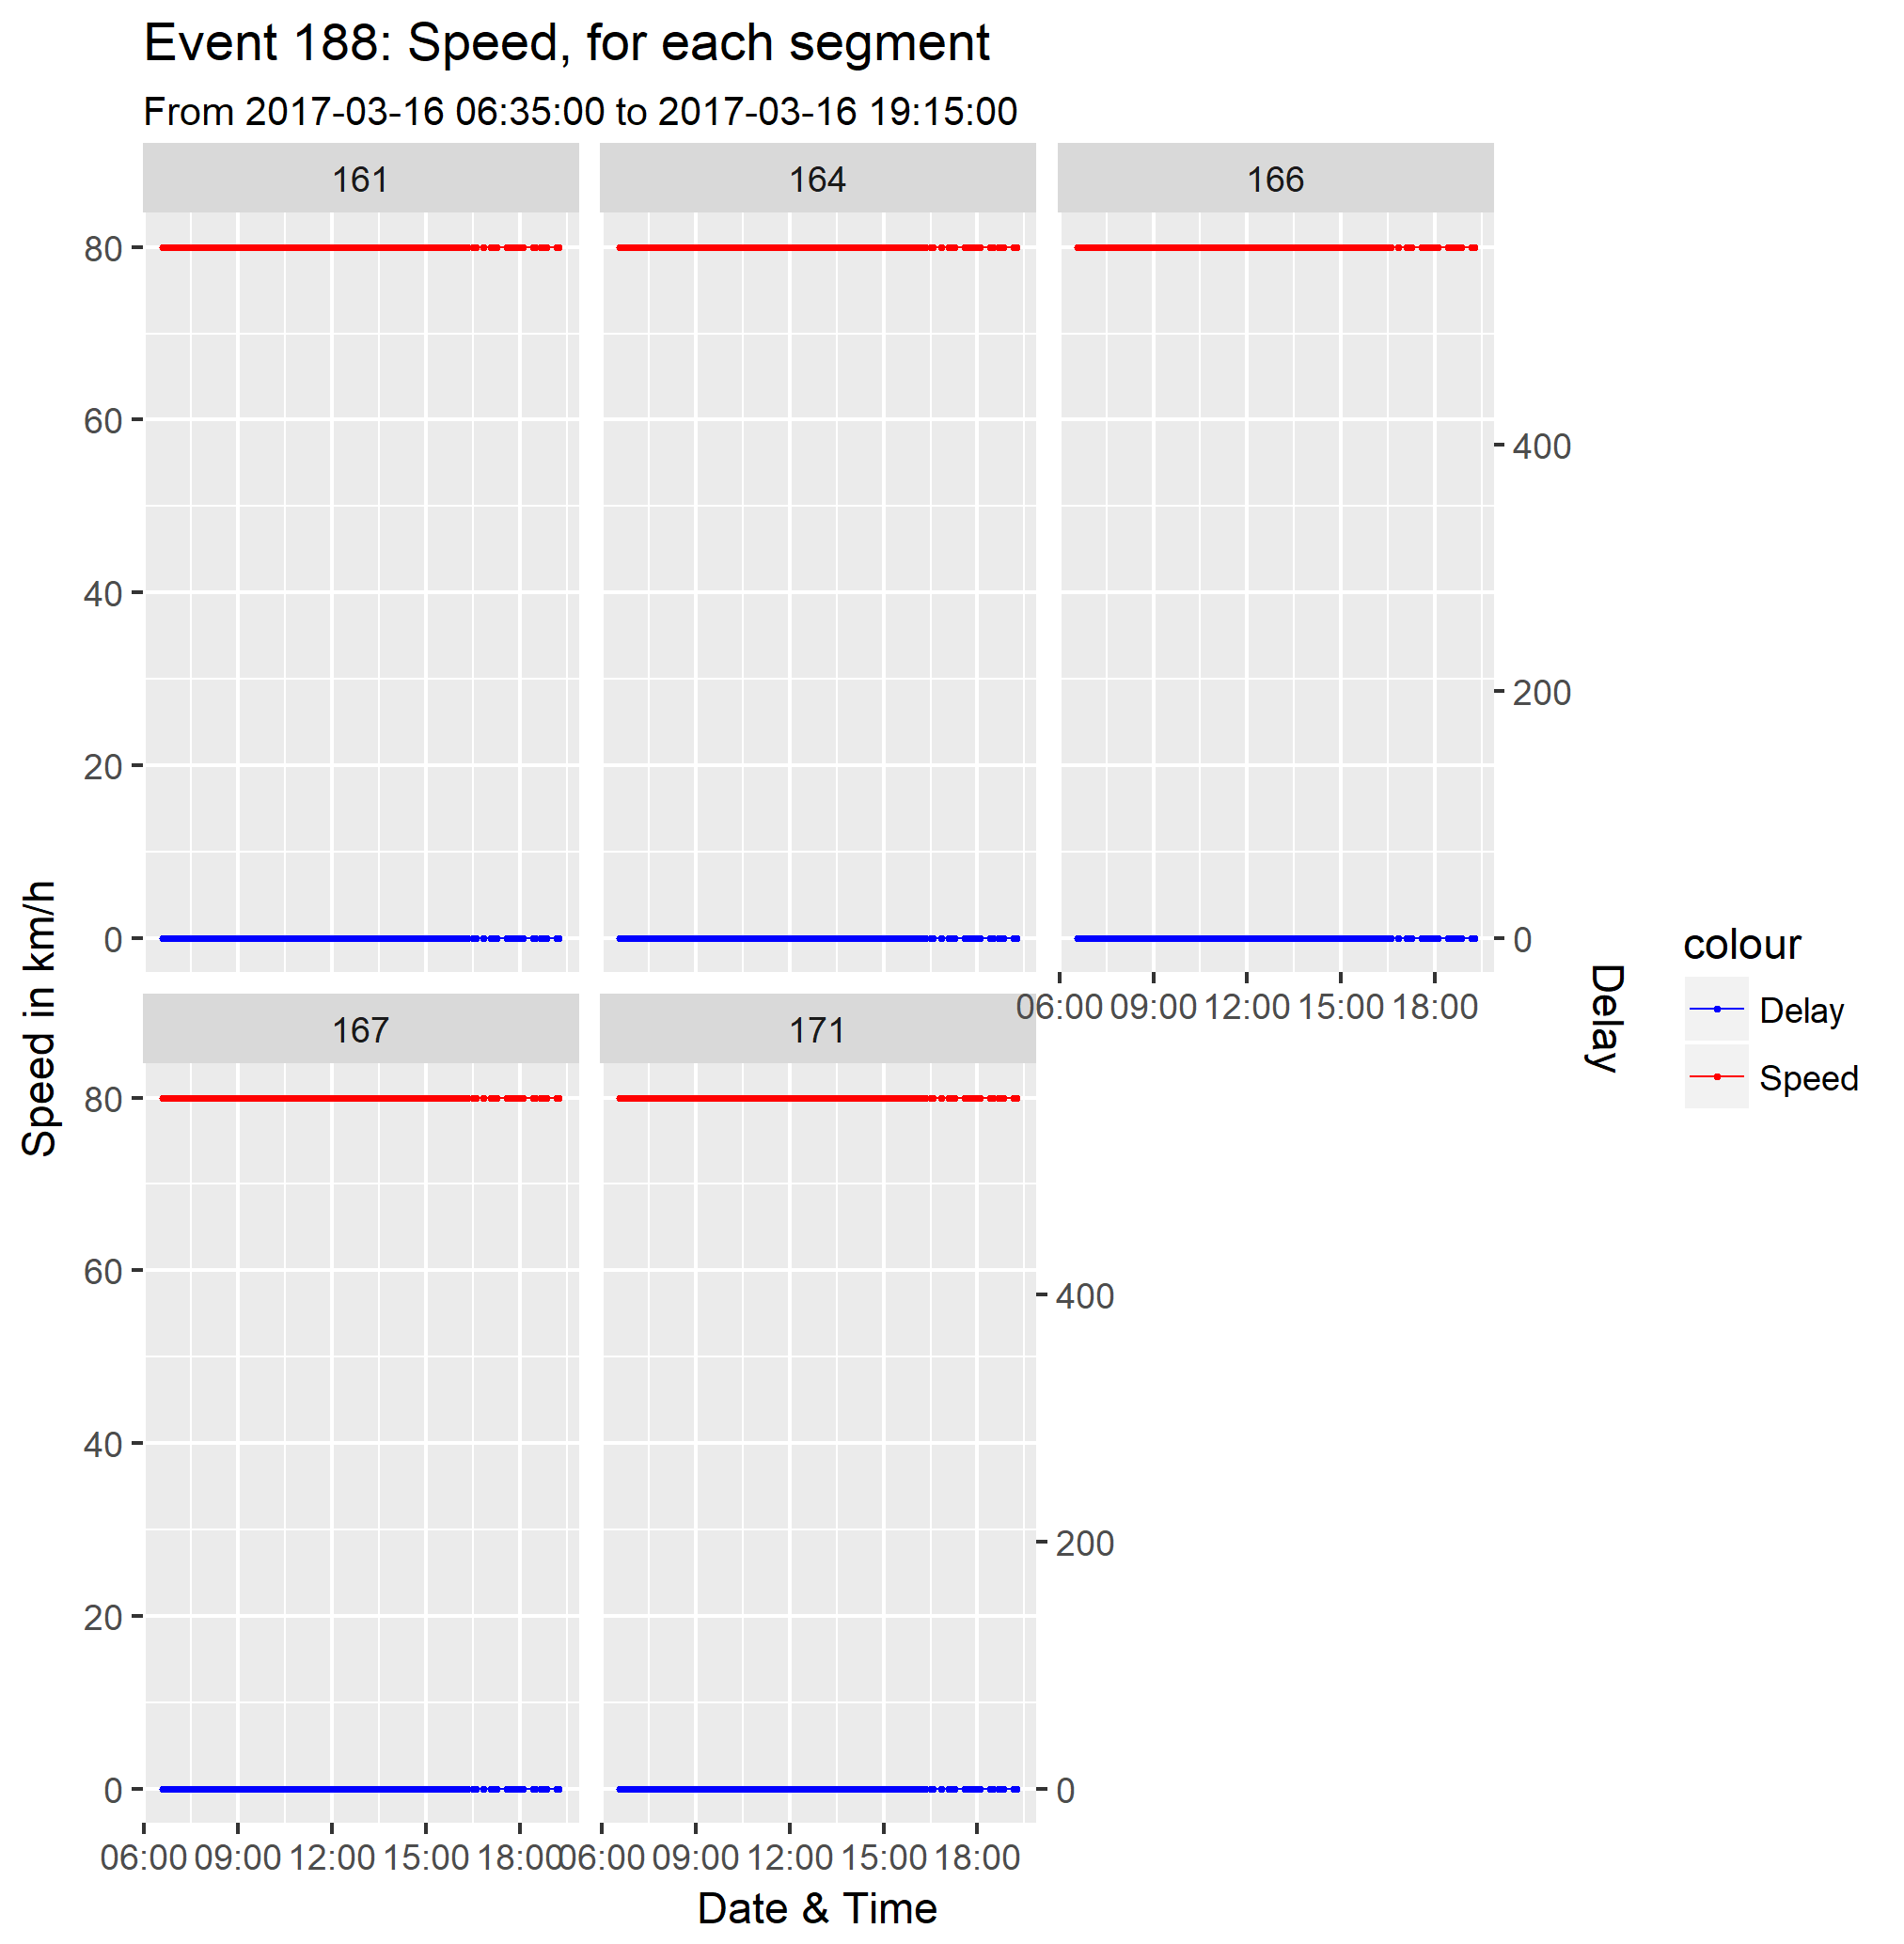 Event 188: Speed, for each segment
From 2017-03-16 06:35:00 to 2017-03-16 19:15:00
161 164 166
80
60
40
20
0
400
200
0
06:00 09:00 12:00 15:00 18:00
167 171
80
60
40
20
0
400
200
0
06:00 09:00 12:00 15:00 18:00
06:00 09:00 12:00 15:00 18:00
Date & Time
Speed in km/h
Delay
colour
Delay
Speed